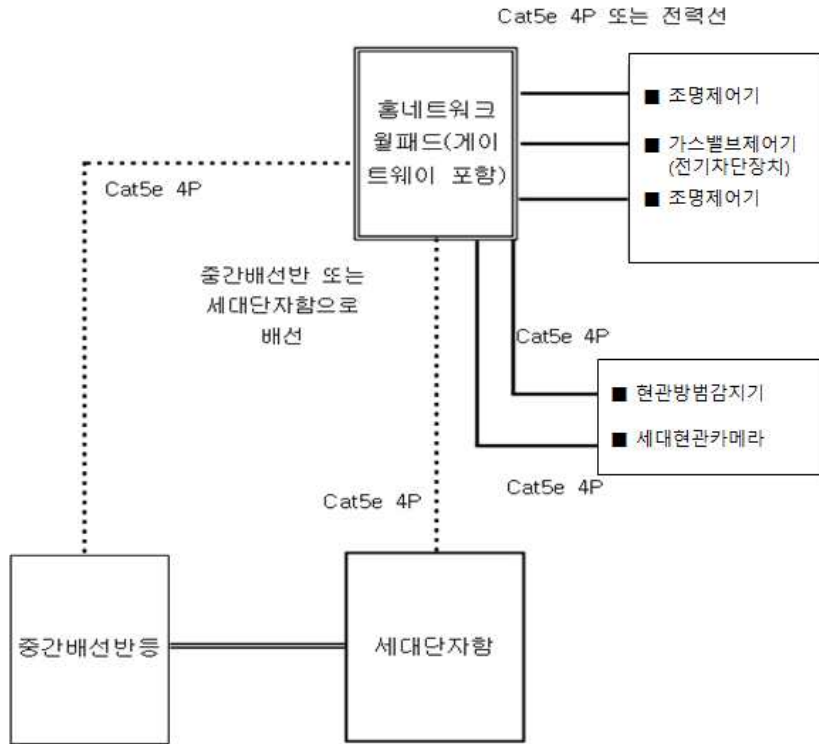 Cat5e 4P 또는 전력선
홈네트워크
월패드(게이
트웨이 포함)
■ 조명제어기
■ 가스밸브제어기
(전기차단장치)
■ 조명제어기
Cat5e 4P
중간배선반 또는
세대단자함으로
배선
Cat5e 4P
■ 현관방범감지기
■ 세대현관카메라
Cat5e 4P
Cat5e 4P
중간배선반등
세대단자함